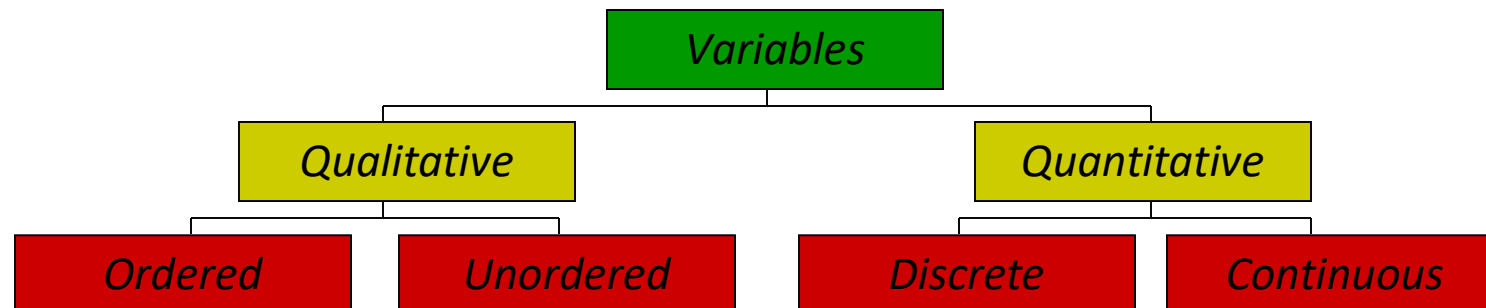 Variables
Qualitative
Quantitative
Ordered
Unordered
Discrete
Continuous